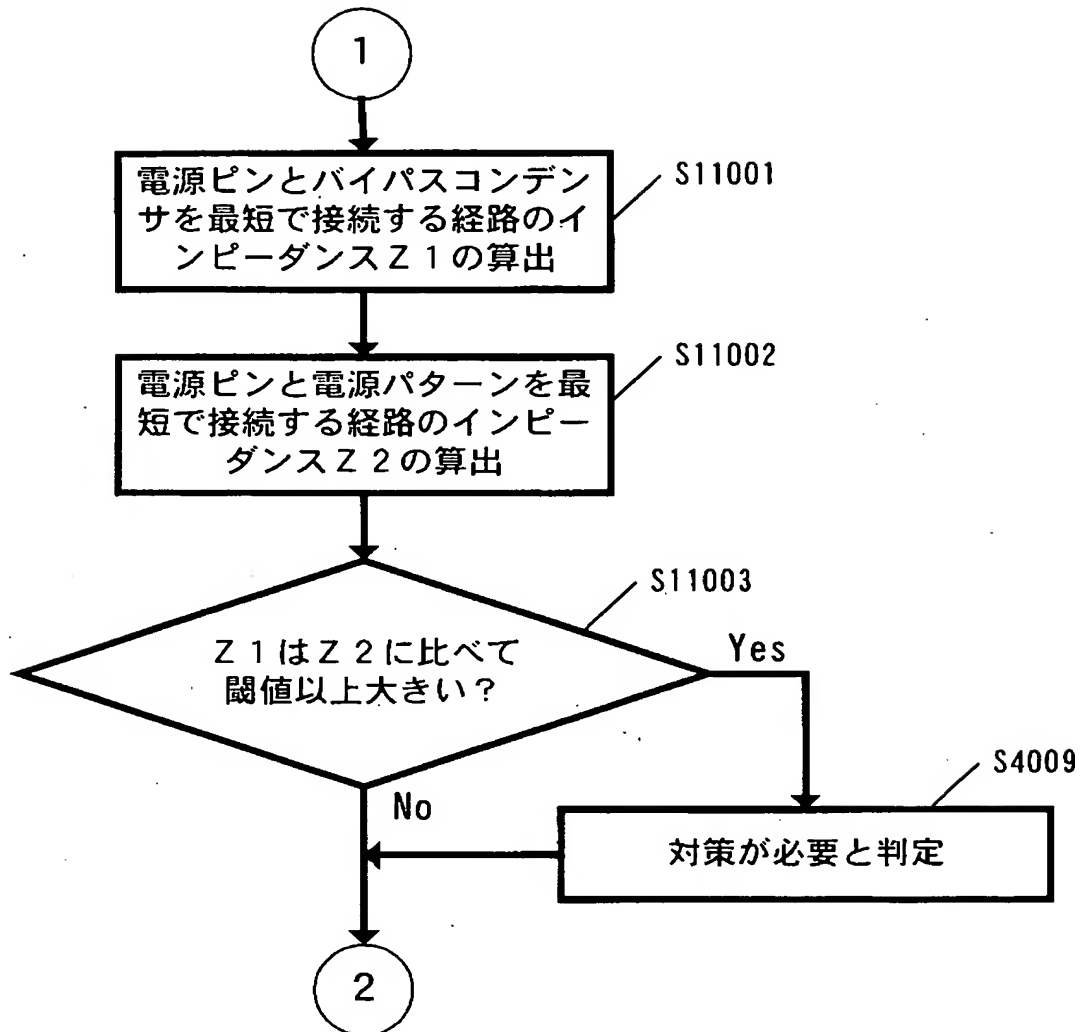 1
電源ピンとバイパスコンデン
サを最短で接続する経路のイ
ンピーダンスＺ１の算出
S11001
電源ピンと電源パターンを最
短で接続する経路のインピー
ダンスＺ２の算出
S11002
Ｚ１はＺ２に比べて
閾値以上大きい？
S11003
Yes
No
対策が必要と判定
S4009
2